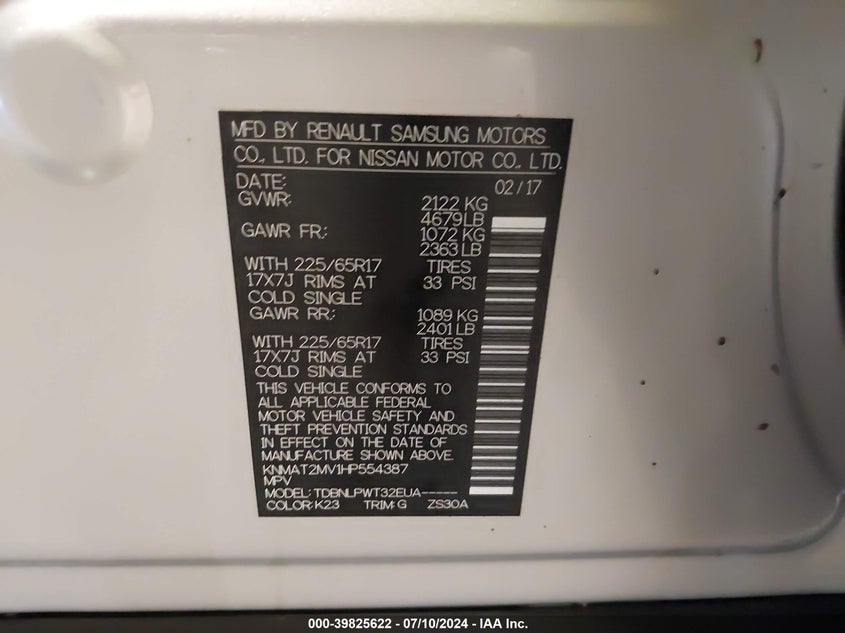 MFD BY RENAULT SAMSUNG MOTORS
CO., LTD. FOR NISSAN MOTOR CO., LTD.
DATE: 02/17
GVWR: 2122 KG
4679LB
GAWR FR: 1072 KG
2363LB
WITH 225/65R17 TIRES
17X7J RIMS AT 33 PSI
COLD SINGLE
GAWR RR: 1089 KG
2401LB
WITH 225/65R17 TIRES
17X7J RIMS AT 33 PSI
COLD SINGLE
THIS VEHICLE CONFORMS TO
ALL APPLICABLE FEDERAL
MOTOR VEHICLE SAFETY AND
THEFT PREVENTION STANDARDS
IN EFFECT ON THE DATE OF
MANUFACTURE SHOWN ABOVE.
KNMAT2MV1HP554387
MPV
MODEL: TDBNLPWT32EUA-----
COLOR:K23 TRIM:G ZS30A
000-39825622 - 07/10/2024 - IAA Inc.